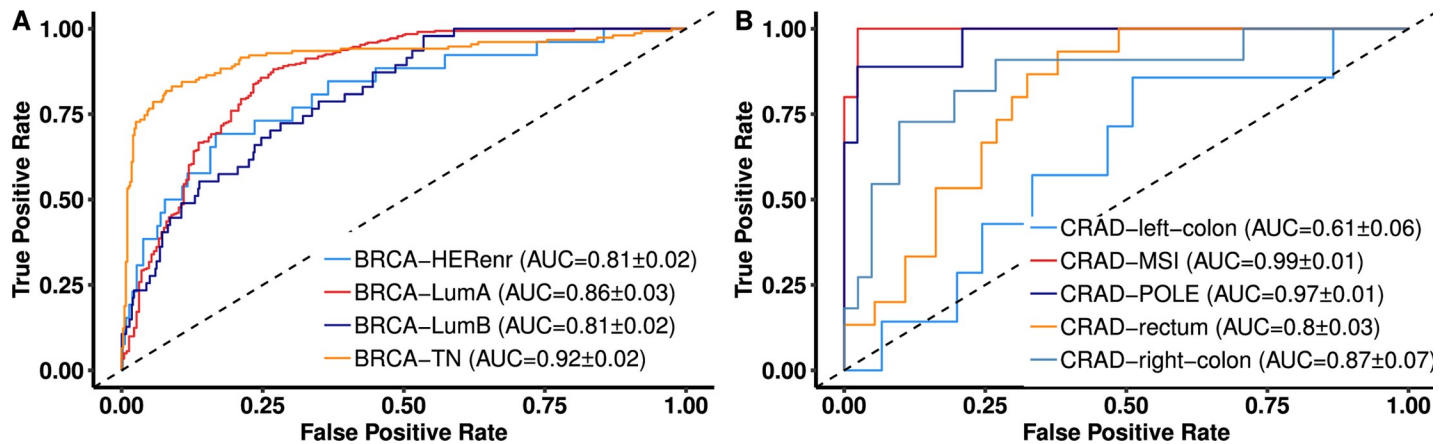 A
True Positive Rate
1.00
0.75
0.50
0.25
0.00
BRCA−HERenr (AUC=0.81±0.02)
BRCA−LumA (AUC=0.86±0.03)
BRCA−LumB (AUC=0.81±0.02)
BRCA−TN (AUC=0.92±0.02)
0.00 0.25 0.50 0.75 1.00
False Positive Rate
B
True Positive Rate
1.00
0.75
0.50
0.25
0.00
CRAD−left−colon (AUC=0.61±0.06)
CRAD−MSI (AUC=0.99±0.01)
CRAD−POLE (AUC=0.97±0.01)
CRAD−rectum (AUC=0.8±0.03)
CRAD−right−colon (AUC=0.87±0.07)
0.00 0.25 0.50 0.75 1.00
False Positive Rate